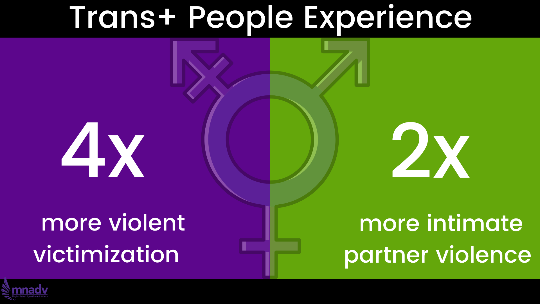 Trans+ People Experience
4x
more violent
victimization
2x
more intimate
partner violence
mnadv